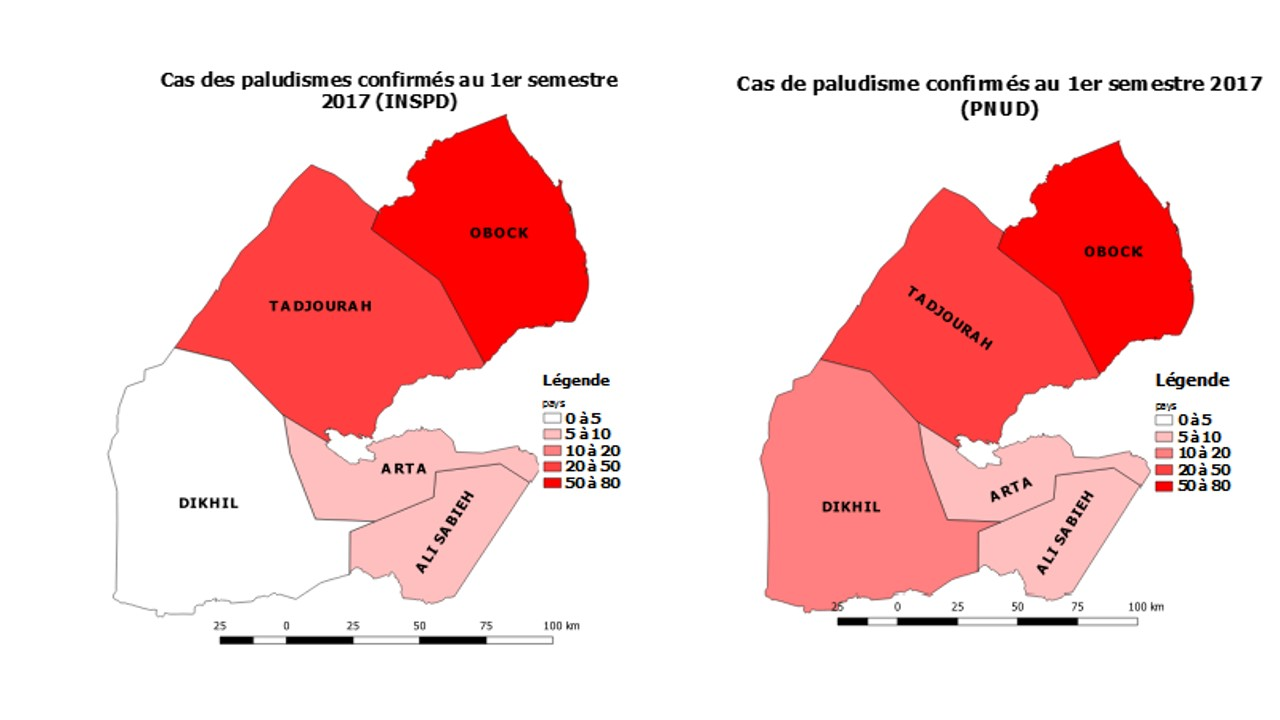 Cas des paludismes confirmés au 1er semestre
2017 (INSPD)
OBOCK
TADJOURAH
DIKHIL
ARTA
ALI SABIEH
Légende
pays
0 à 5
5 à 10
10 à 20
20 à 50
50 à 80
25 0 25 50 75 100 km
Cas de paludisme confirmés au 1er semestre 2017
(PNUD)
OBOCK
TADJOURAH
DIKHIL
ARTA
ALI SABIEH
Légende
pays
0 à 5
5 à 10
10 à 20
20 à 50
50 à 80
25 0 25 50 75 100 km